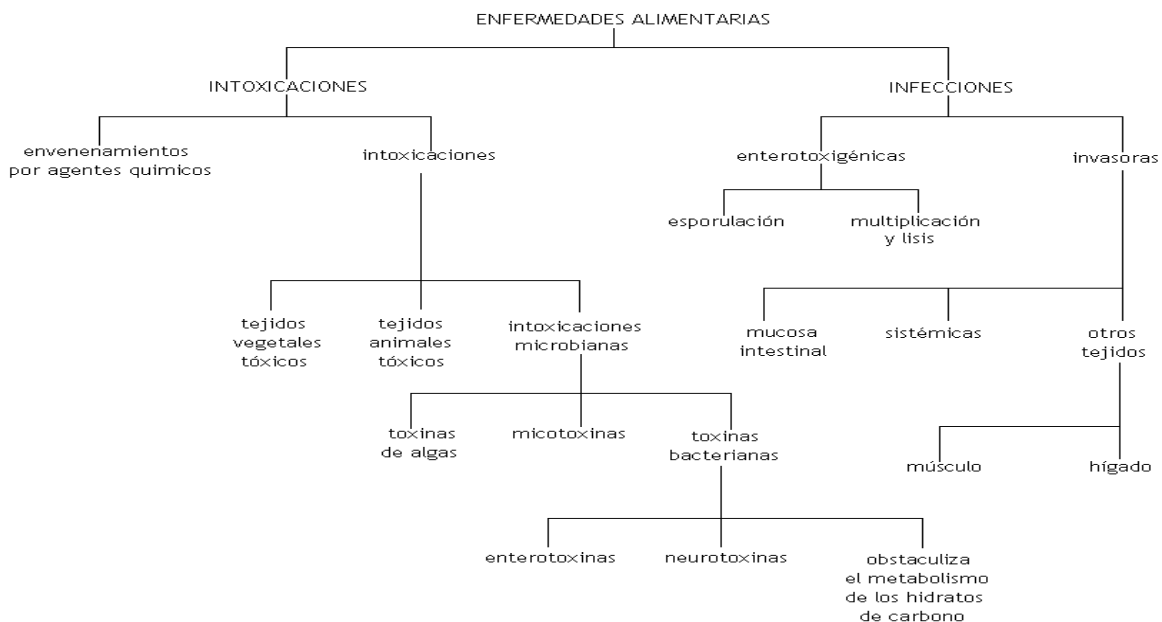 ENFERMEDADES ALIMENTARIAS
INTOXICACIONES
INFECCIONES
envenenamientos
por agentes quimicos
intoxicaciones
enterotoxigénicas
invasoras
esporulación
multiplicación
y lisis
tejidos
vegetales
tóxicos
tejidos
animales
tóxicos
intoxicaciones
microbianas
mucosa
intestinal
sistémicas
otros
tejidos
toxinas
de algas
micotoxinas
toxinas
bacterianas
músculo
hígado
enterotoxinas
neurotoxinas
obstaculiza
el metabolismo
de los hidratos
de carbono